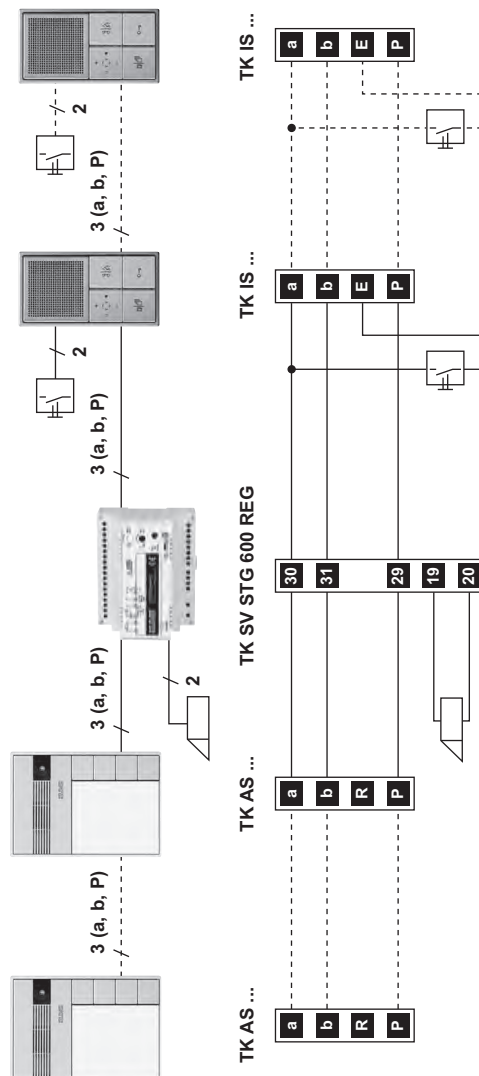 3 (a, b, P)
3 (a, b, P)
2
3 (a, b, P)
2
3 (a, b, P)
2
TK AS ...
a
b
R
P
TK AS ...
a
b
R
P
TK SV STG 600 REG
30
31
29
19
20
TK IS ...
a
b
E
P
TK IS ...
a
b
E
P